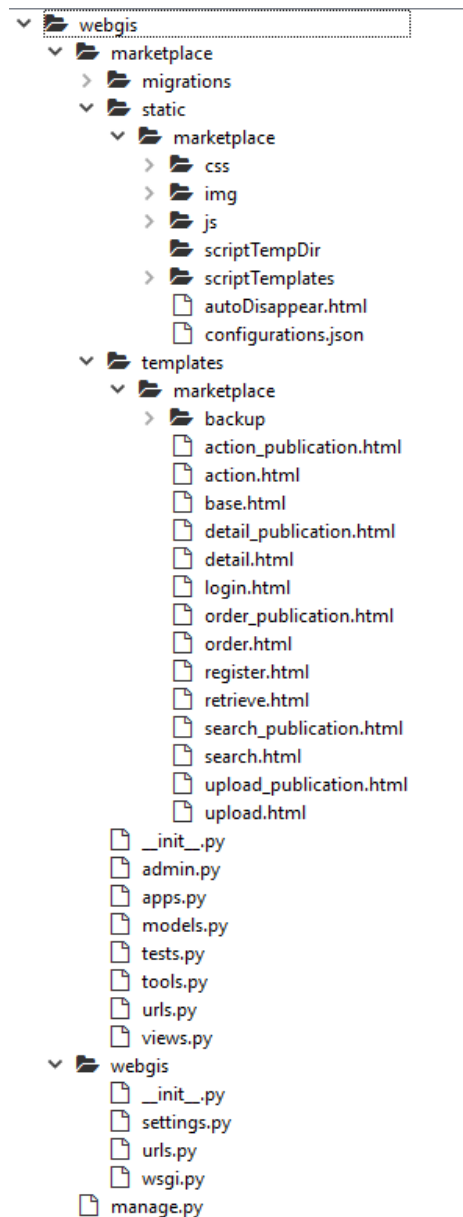 webgis
marketplace
migrations
static
marketplace
css
img
js
scriptTempDir
scriptTemplates
autoDisappear.html
configurations.json
templates
marketplace
backup
action_publication.html
action.html
base.html
detail_publication.html
detail.html
login.html
order_publication.html
order.html
register.html
retrieve.html
search_publication.html
search.html
upload_publication.html
upload.html
__init__.py
admin.py
apps.py
models.py
tests.py
tools.py
urls.py
views.py
webgis
__init__.py
settings.py
urls.py
wsgi.py
manage.py